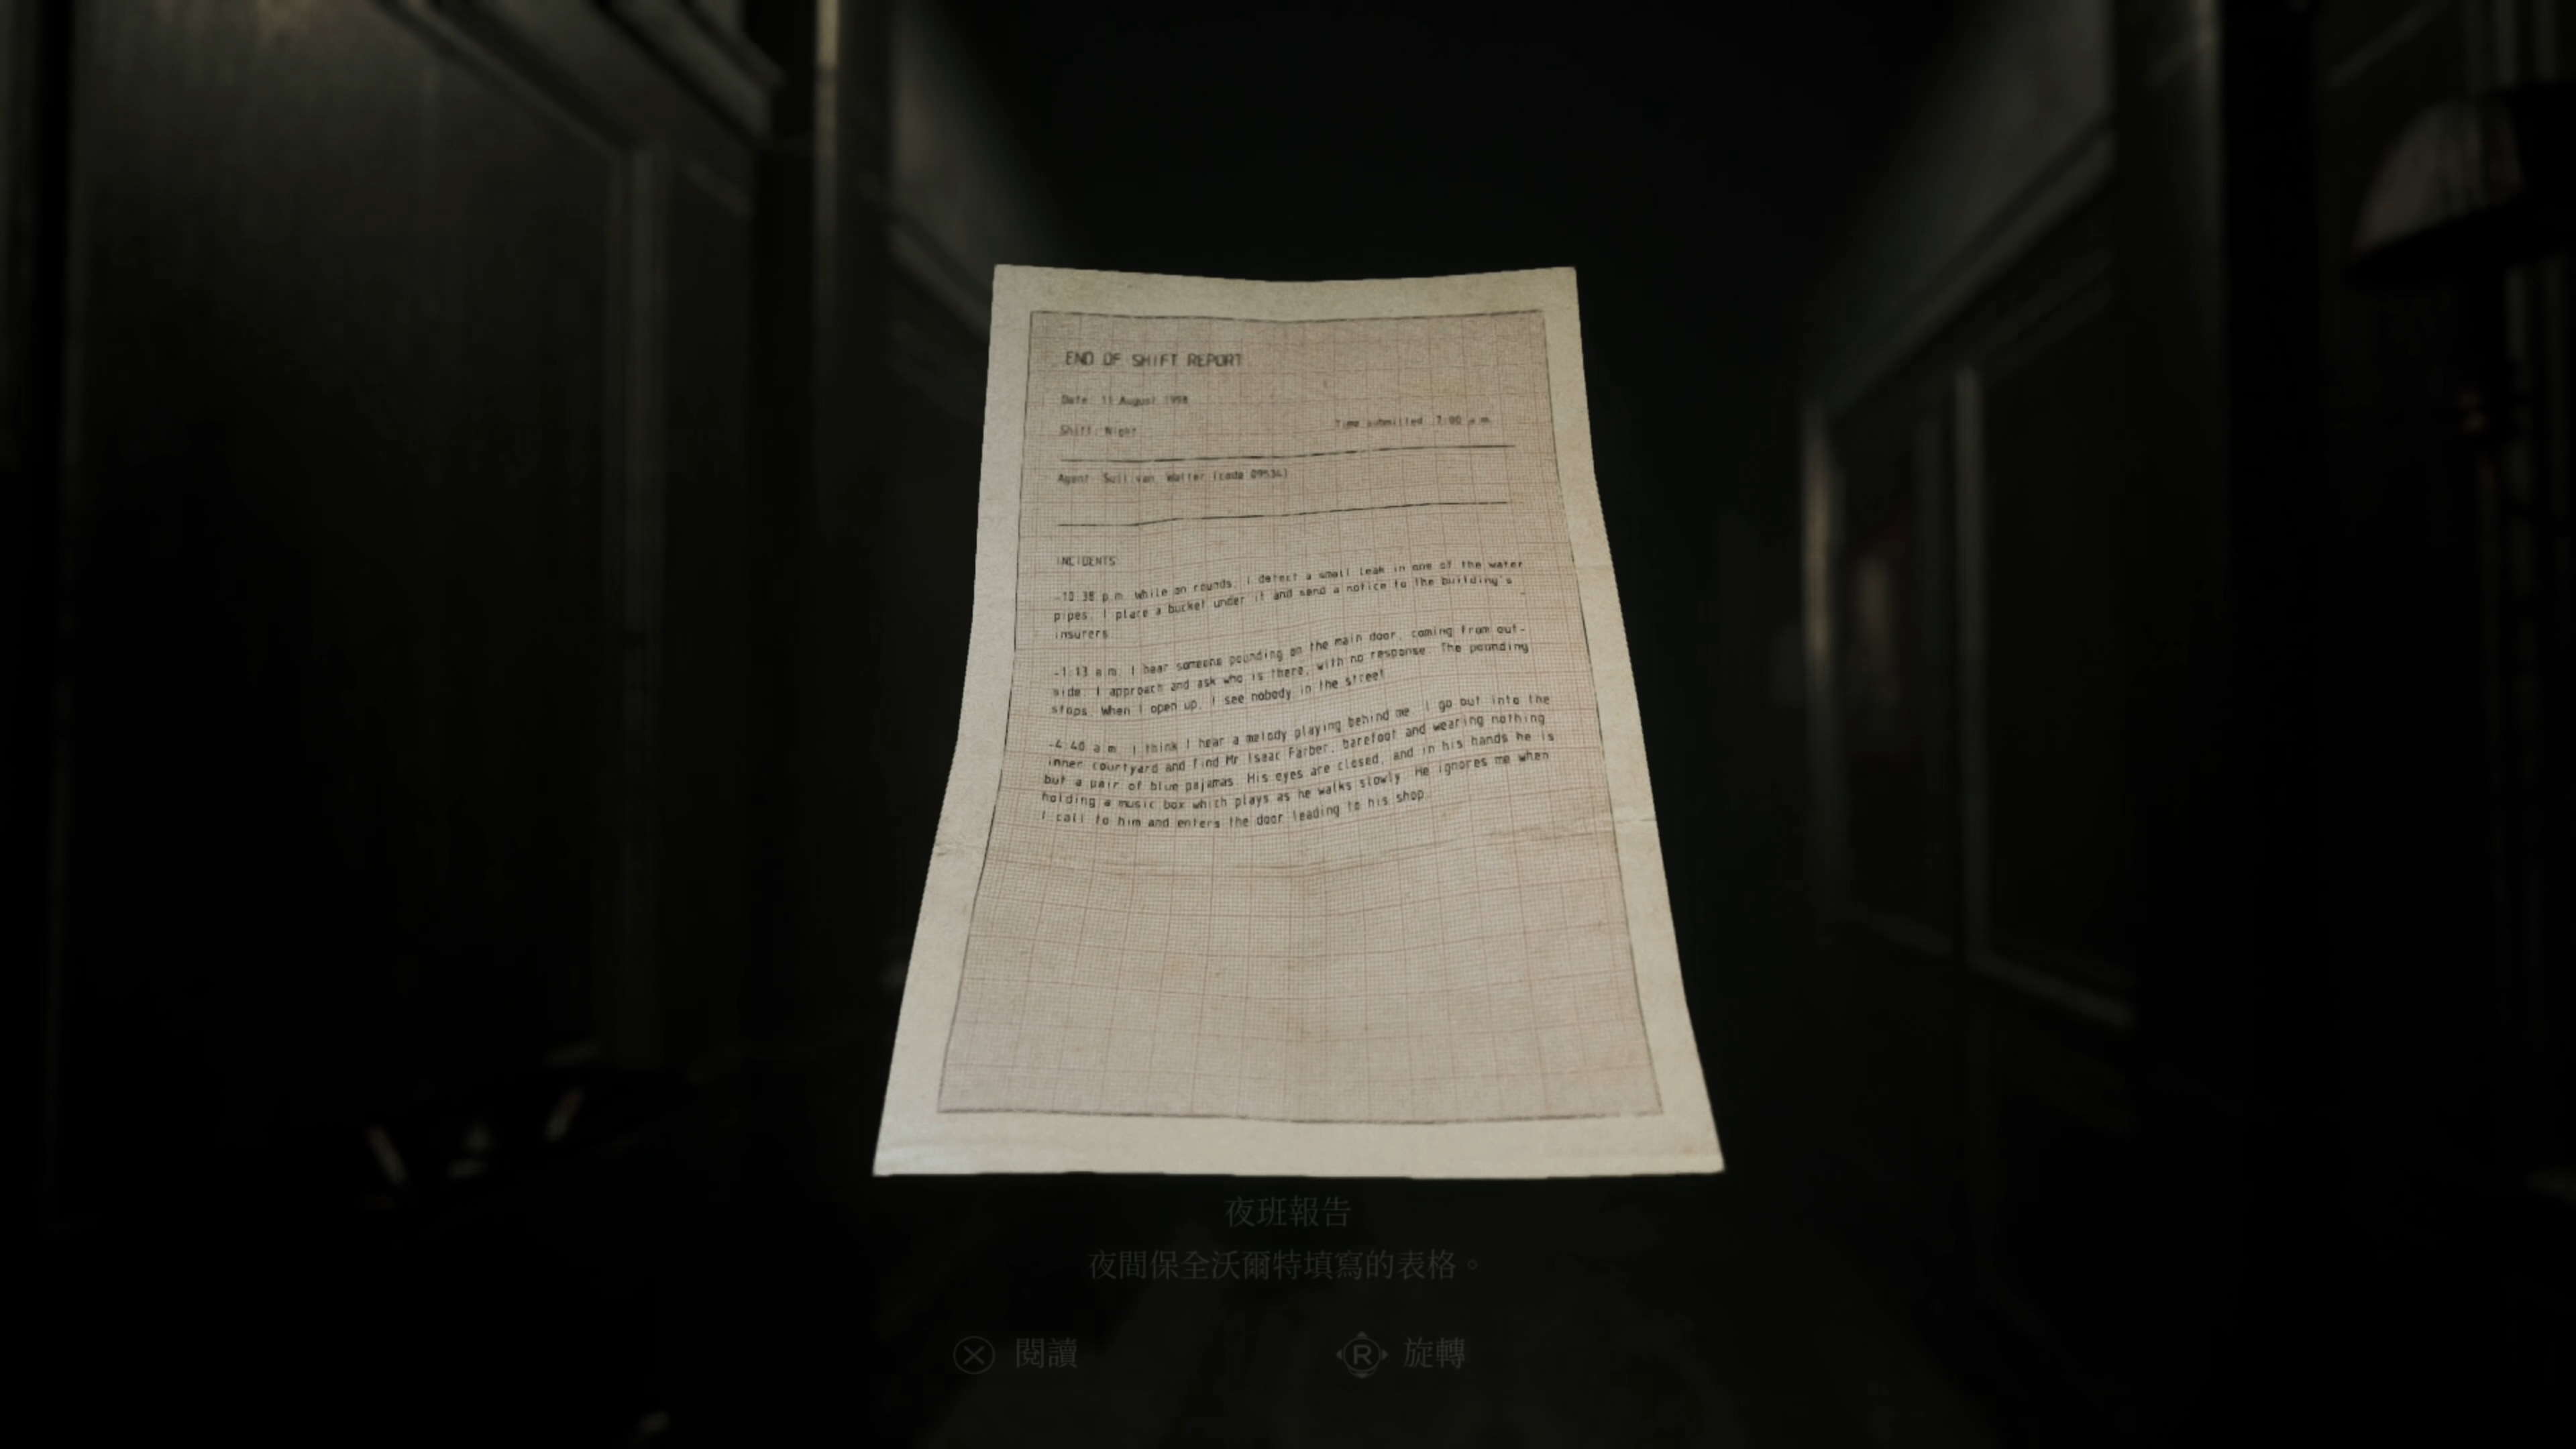 END OF SHIFT REPORT
Date: 11 August 1998
Shift: Night
Time submitted: 7:00 a.m.
Agent: Sullivan, Walter (code 09534)
INCIDENTS
-10:38 p.m. While on rounds, I detect a small leak in one of the water
pipes. I place a bucket under it and send a notice to the building's
insurers.
-1:13 a.m. I hear someone pounding on the main door, coming from out-
side. I approach and ask who is there, with no response. The pounding
stops. When I open up, I see nobody in the street.
-4:40 a.m. I think I hear a melody playing behind me. I go out into the
inner courtyard and find Mr Isaac Farber, barefoot and wearing nothing
but a pair of blue pajamas. His eyes are closed, and in his hands he is
holding a music box which plays as he walks slowly. He ignores me when
I call to him and enters the door leading to his shop.
夜班報告
夜間保全沃爾特填寫的表格。
閱讀
R 旋轉